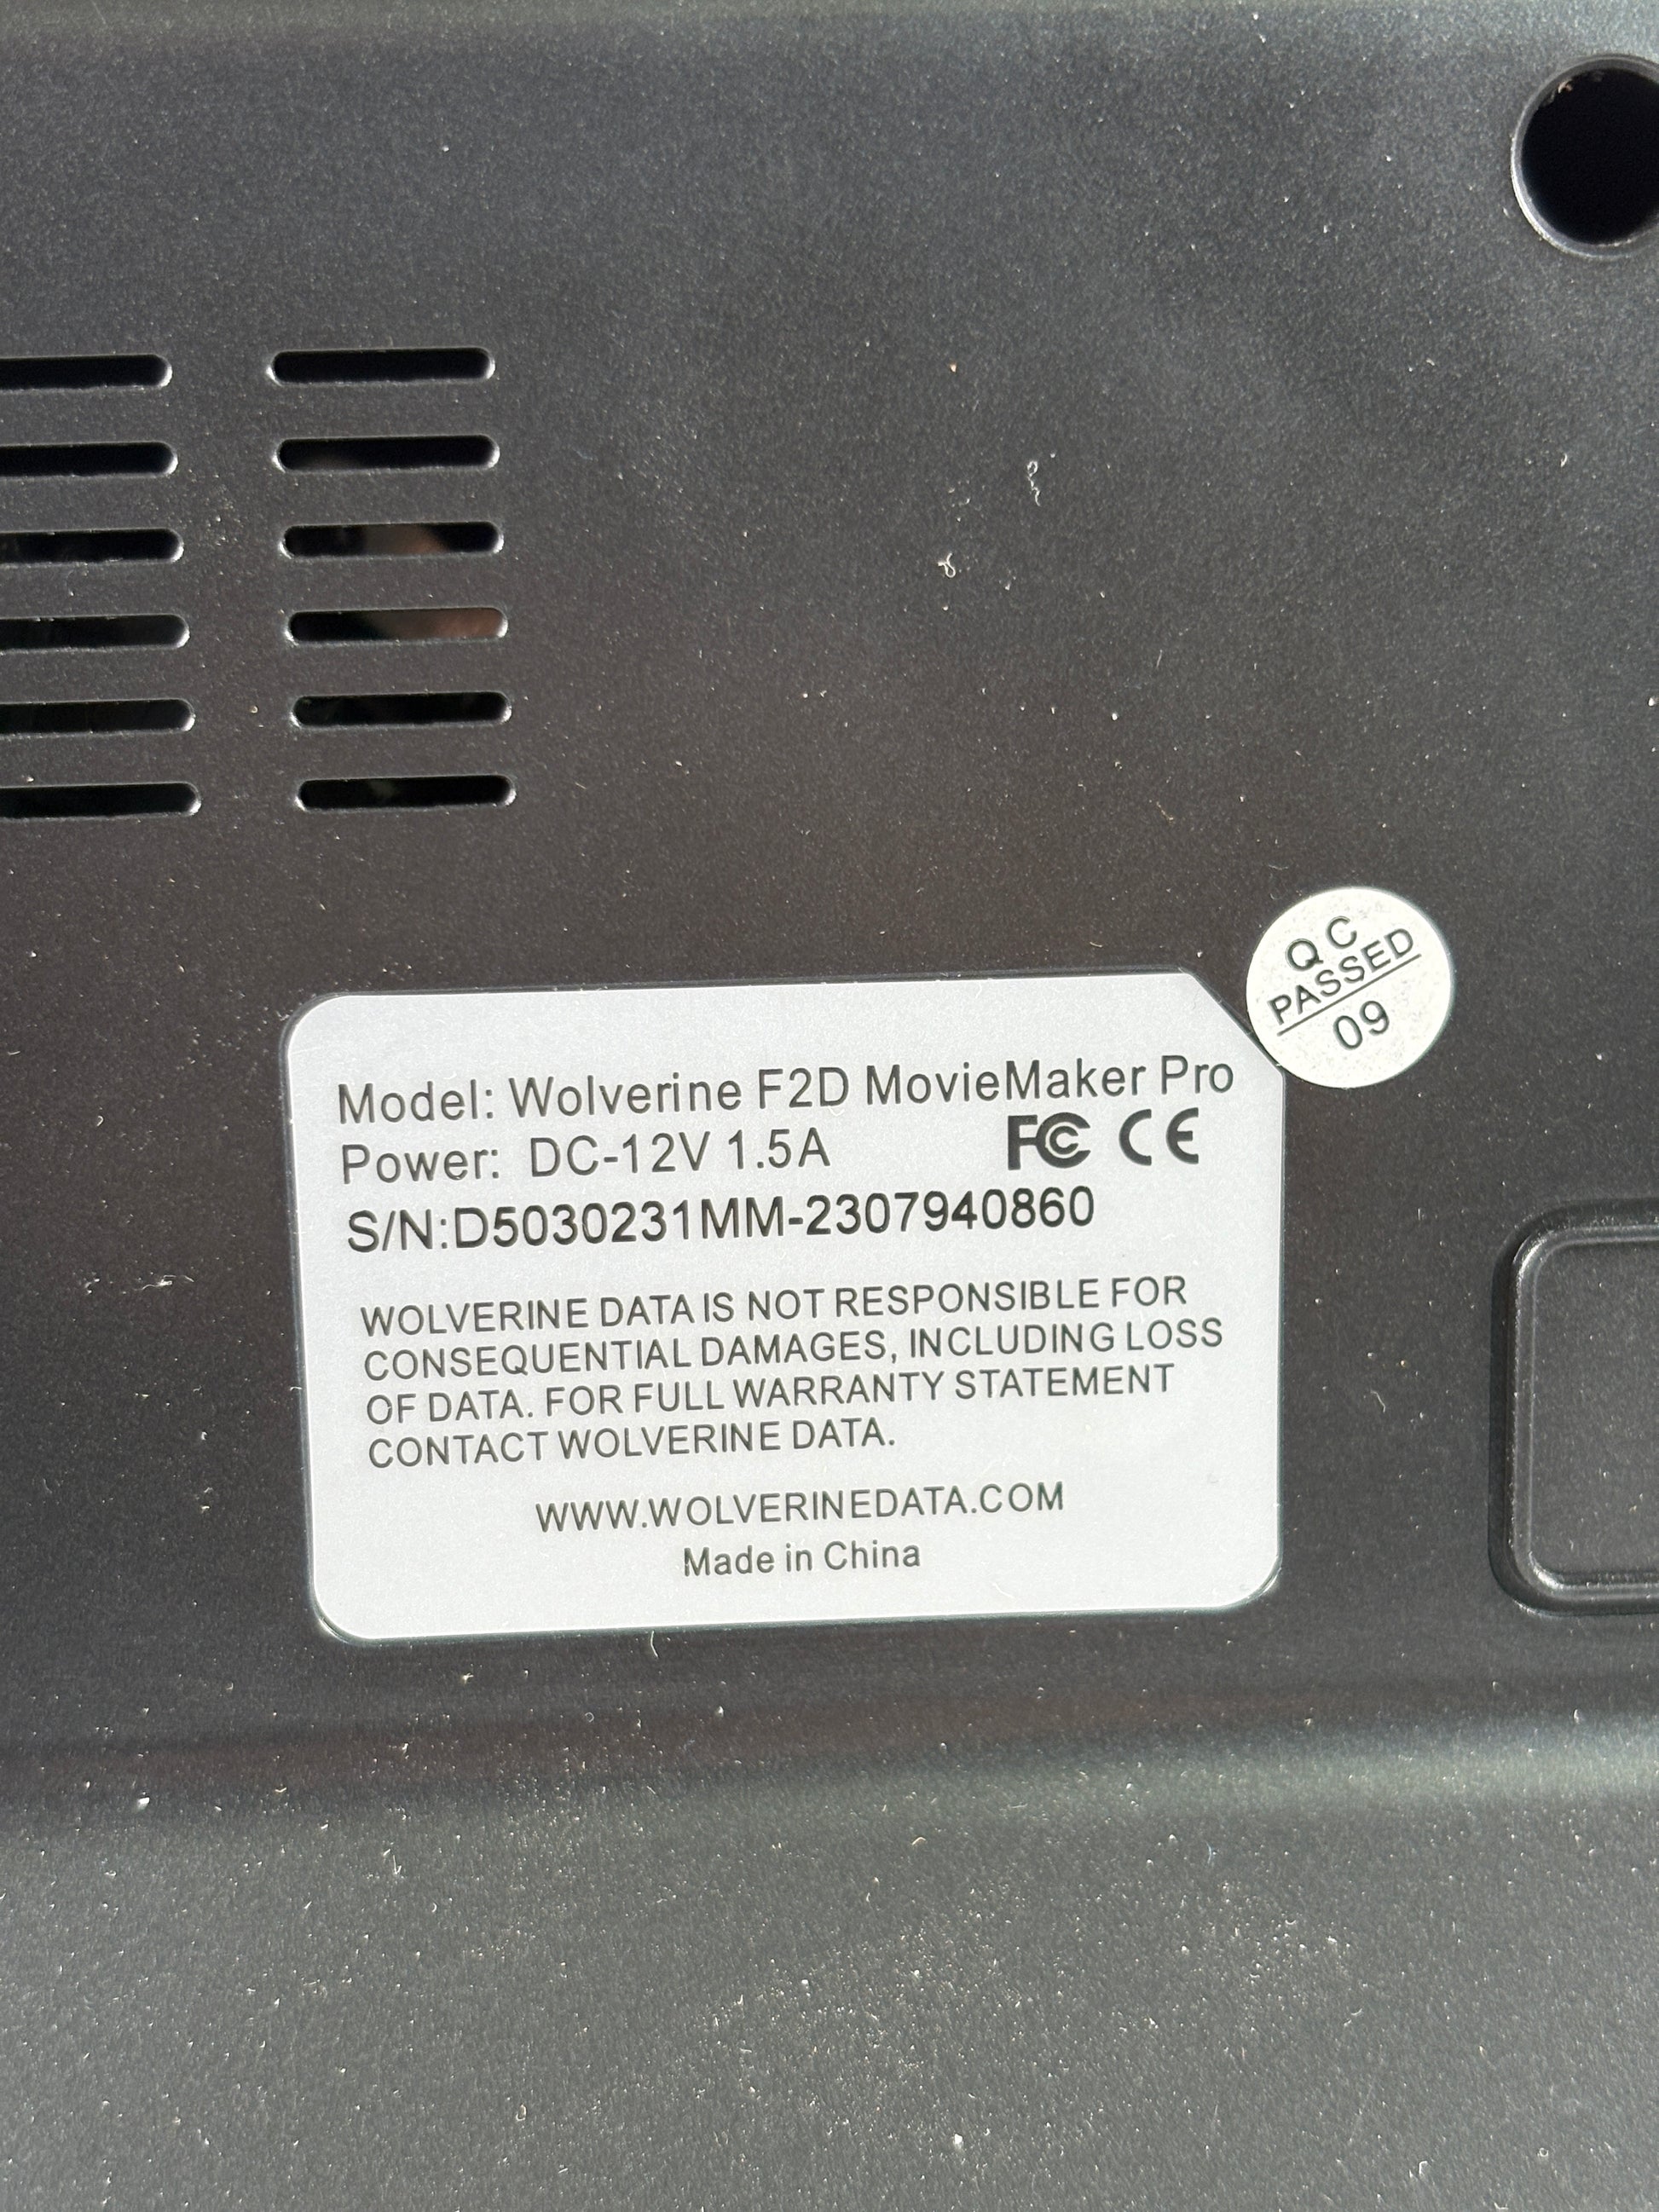 QC
PASSED
09
Model: Wolverine F2D MovieMaker Pro
Power: DC-12V 1.5A FC CE
S/N:D5030231MM-2307940860
WOLVERINE DATA IS NOT RESPONSIBLE FOR
CONSEQUENTIAL DAMAGES, INCLUDING LOSS
OF DATA. FOR FULL WARRANTY STATEMENT
CONTACT WOLVERINE DATA.
WWW.WOLVERINEDATA.COM
Made in China